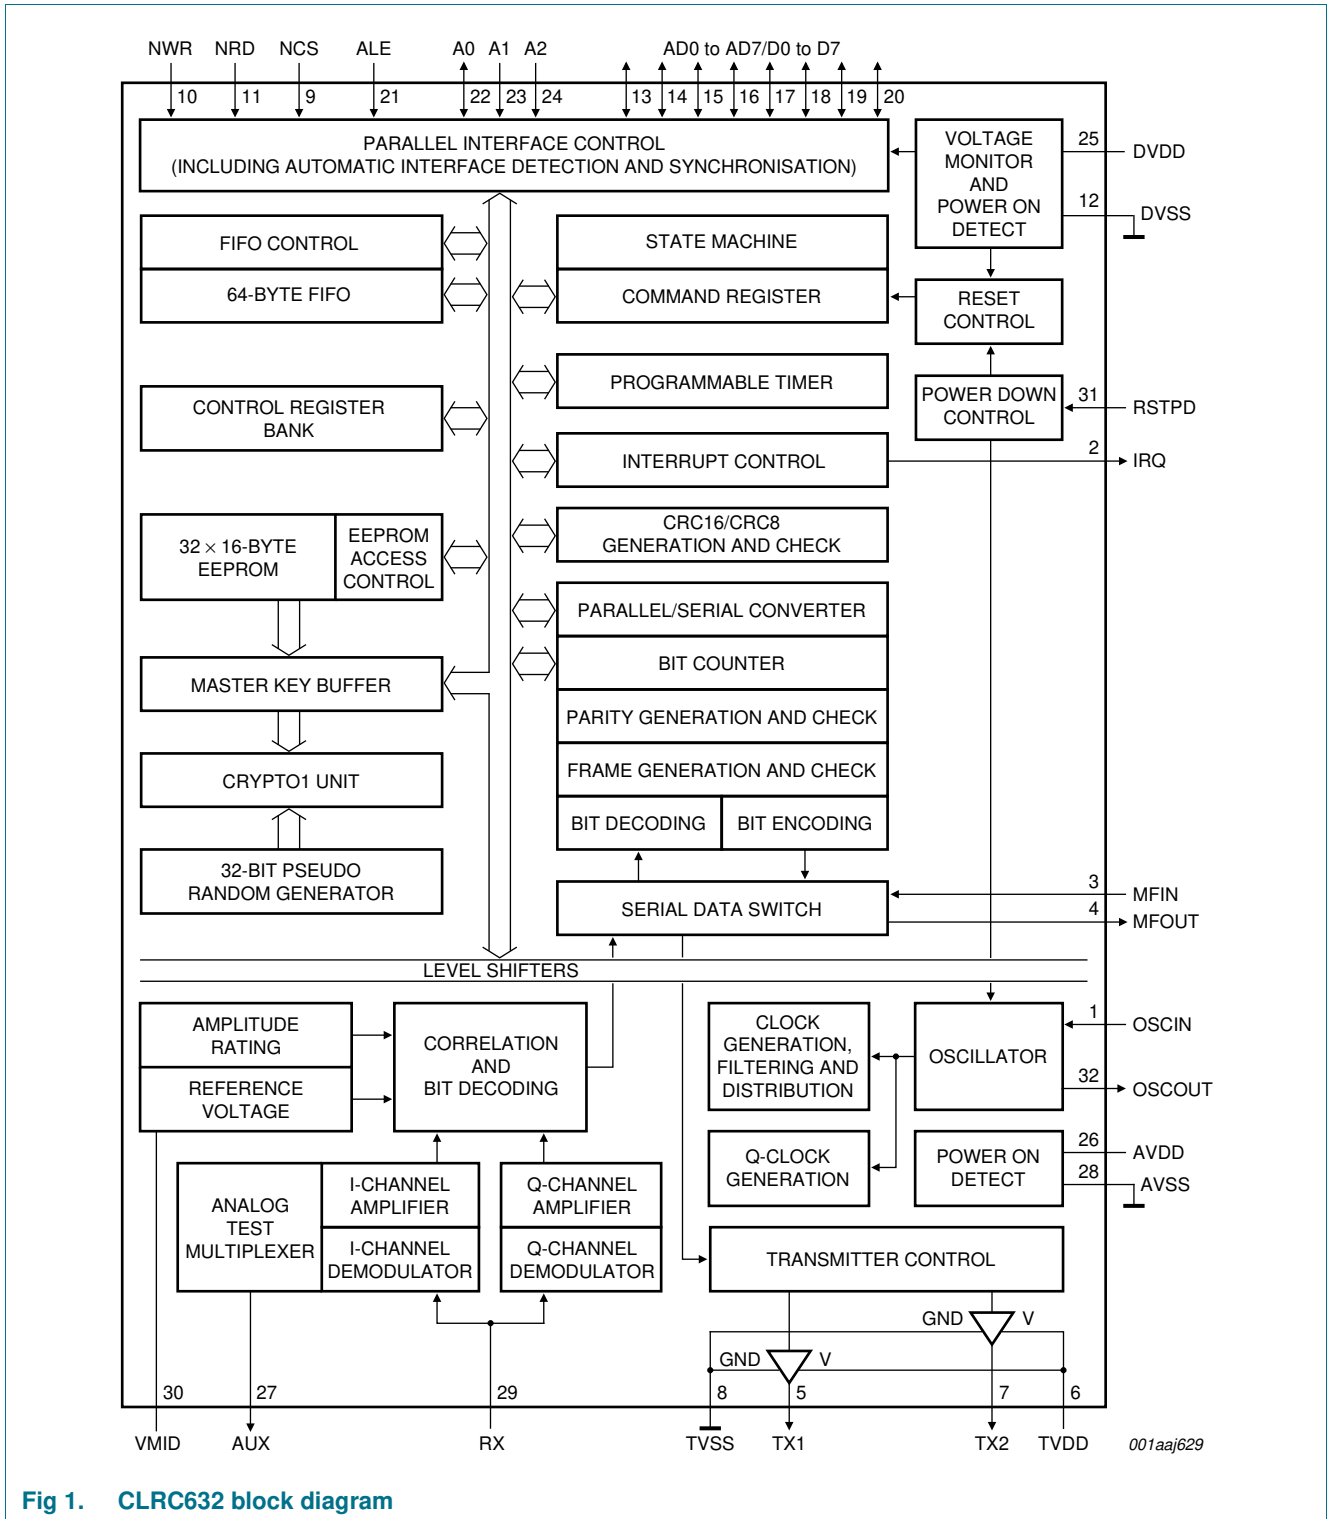 NWR NRD NCS ALE A0 A1 A2 AD0 to AD7/D0 to D7
10 11 9 21 22 23 24 13 14 15 16 17 18 19 20
PARALLEL INTERFACE CONTROL
(INCLUDING AUTOMATIC INTERFACE DETECTION AND SYNCHRONISATION)
VOLTAGE
MONITOR
AND
POWER ON
DETECT
25
DVDD
12
DVSS
FIFO CONTROL
64-BYTE FIFO
STATE MACHINE
COMMAND REGISTER
RESET
CONTROL
PROGRAMMABLE TIMER
CONTROL REGISTER
BANK
POWER DOWN
CONTROL
31
RSTPD
INTERRUPT CONTROL
2
IRQ
32 × 16-BYTE
EEPROM
EEPROM
ACCESS
CONTROL
CRC16/CRC8
GENERATION AND CHECK
PARALLEL/SERIAL CONVERTER
BIT COUNTER
MASTER KEY BUFFER
PARITY GENERATION AND CHECK
FRAME GENERATION AND CHECK
CRYPTO1 UNIT
BIT DECODING
BIT ENCODING
32-BIT PSEUDO
RANDOM GENERATOR
SERIAL DATA SWITCH
3
MFIN
4
MFOUT
LEVEL SHIFTERS
AMPLITUDE
RATING
REFERENCE
VOLTAGE
CORRELATION
AND
BIT DECODING
CLOCK
GENERATION,
FILTERING AND
DISTRIBUTION
OSCILLATOR
1
OSCIN
32
OSCOUT
Q-CLOCK
GENERATION
POWER ON
DETECT
26
AVDD
28
AVSS
ANALOG
TEST
MULTIPLEXER
I-CHANNEL
AMPLIFIER
I-CHANNEL
DEMODULATOR
Q-CHANNEL
AMPLIFIER
Q-CHANNEL
DEMODULATOR
TRANSMITTER CONTROL
GND V
GND V
30 27 29 8 5 7 6
VMID AUX RX TVSS TX1 TX2 TVDD
001aaj629
Fig 1. CLRC632 block diagram